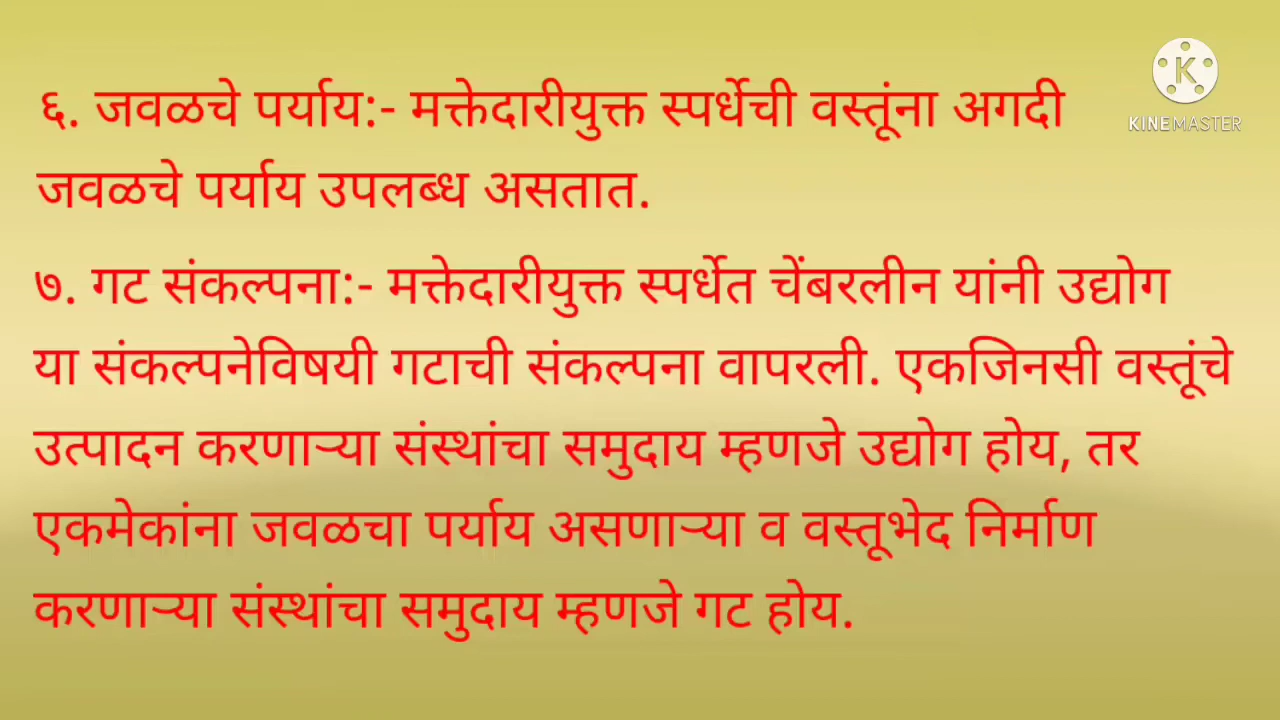 ६. जवळचे पर्याय:- मक्तेदारीयुक्त स्पर्धेची वस्तूंना अगदी
जवळचे पर्याय उपलब्ध असतात.
७. गट संकल्पना:- मक्तेदारीयुक्त स्पर्धेत चेंबरलीन यांनी उद्योग
या संकल्पनेविषयी गटाची संकल्पना वापरली. एकजिनसी वस्तूंचे
उत्पादन करणाऱ्या संस्थांचा समुदाय म्हणजे उद्योग होय, तर
एकमेकांना जवळचा पर्याय असणाऱ्या व वस्तूभेद निर्माण
करणाऱ्या संस्थांचा समुदाय म्हणजे गट होय.
K
KINEMASTER